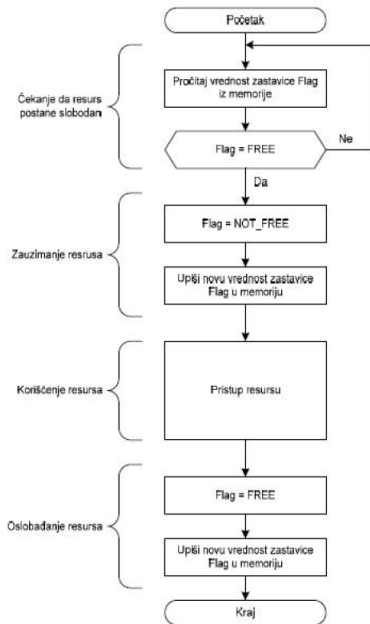 Početak
Čekanje da resurs
postane slobodan
Pročitaj vrednost zastavice Flag
iz memorije
Flag = FREE
Ne
Da
Zauzimanje resrusa
Flag = NOT_FREE
Upiši novu vrednost zastavice
Flag u memoriju
Korišćenje resursa
Pristup resursu
Oslobađanje resursa
Flag = FREE
Upiši novu vrednost zastavice
Flag u memoriju
Kraj